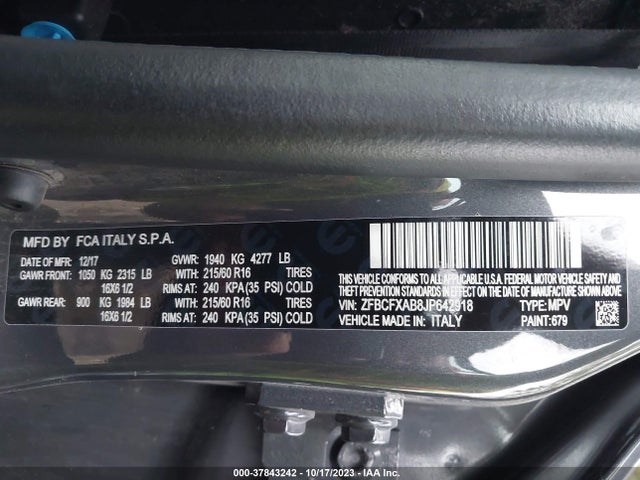 MFD BY FCA ITALY S.P.A.
DATE OF MFR: 12/17 GVWR: 1940 KG 4277 LB
GAWR FRONT: 1050 KG 2315 LB WITH: 215/60 R16 TIRES
16X6 1/2 RIMS AT: 240 KPA (35 PSI) COLD
GAWR REAR: 900 KG 1984 LB WITH: 215/60 R16 TIRES
16X6 1/2 RIMS AT: 240 KPA (35 PSI) COLD
THIS VEHICLE CONFORMS TO ALL APPLICABLE U.S.A. FEDERAL MOTOR VEHICLE SAFETY
AND THEFT PREVENTION STANDARDS IN EFFECT ON THE DATE OF MANUFACTURE SHOWN ABOVE.
VIN: ZFBCFXAB8JP642918 TYPE: MPV
VEHICLE MADE IN: ITALY PAINT: 679
000-37843242 - 10/17/2023 - IAA Inc.